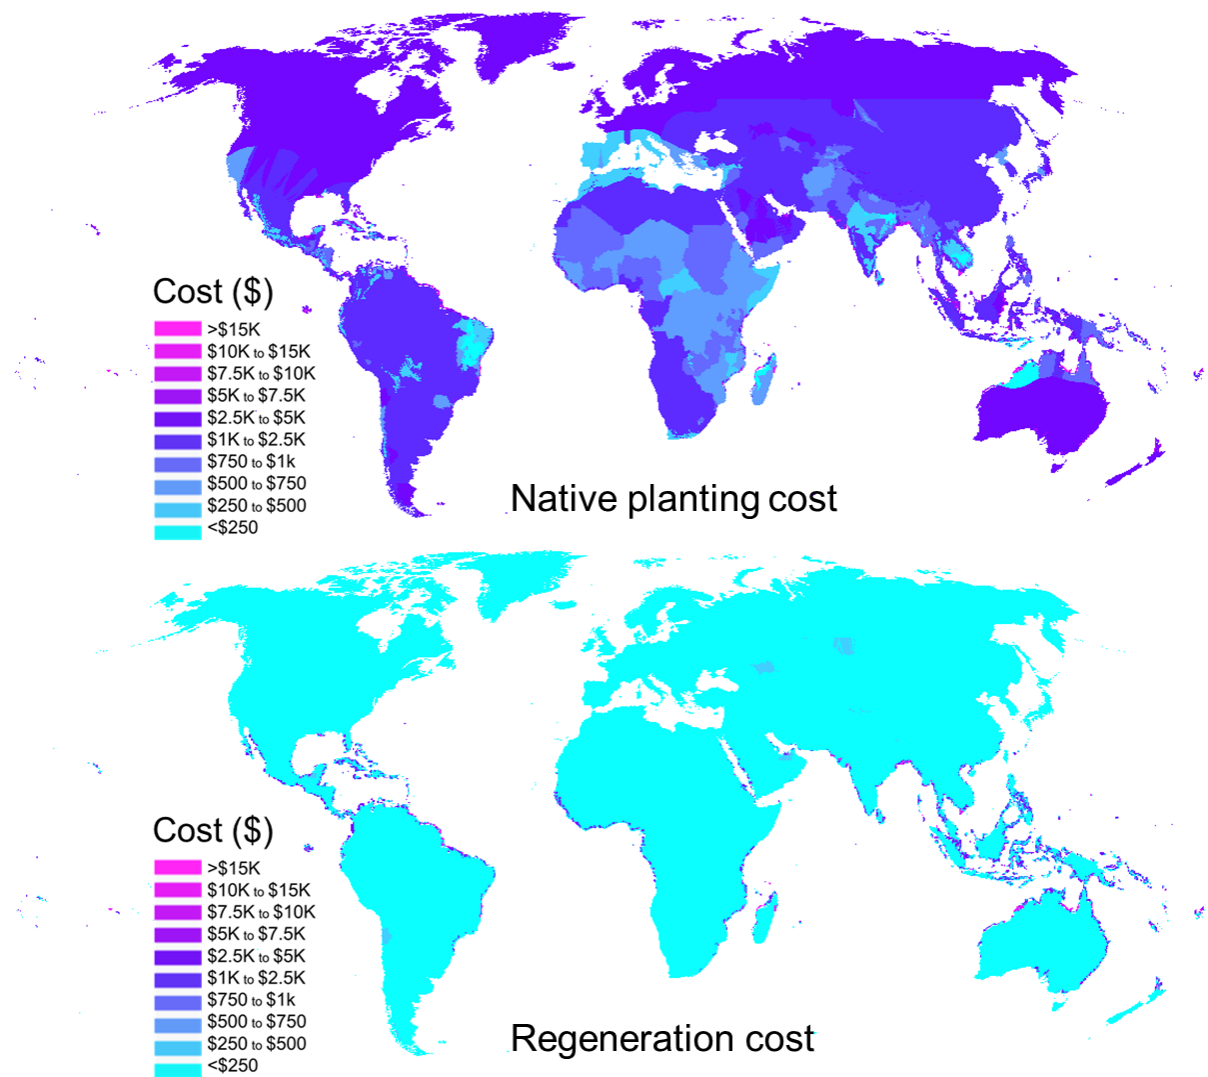 Cost ($)
>$15K
$10K to $15K
$7.5K to $10K
$5K to $7.5K
$2.5K to $5K
$1K to $2.5K
$750 to $1k
$500 to $750
$250 to $500
<$250
Native planting cost
Cost ($)
>$15K
$10K to $15K
$7.5K to $10K
$5K to $7.5K
$2.5K to $5K
$1K to $2.5K
$750 to $1k
$500 to $750
$250 to $500
<$250
Regeneration cost